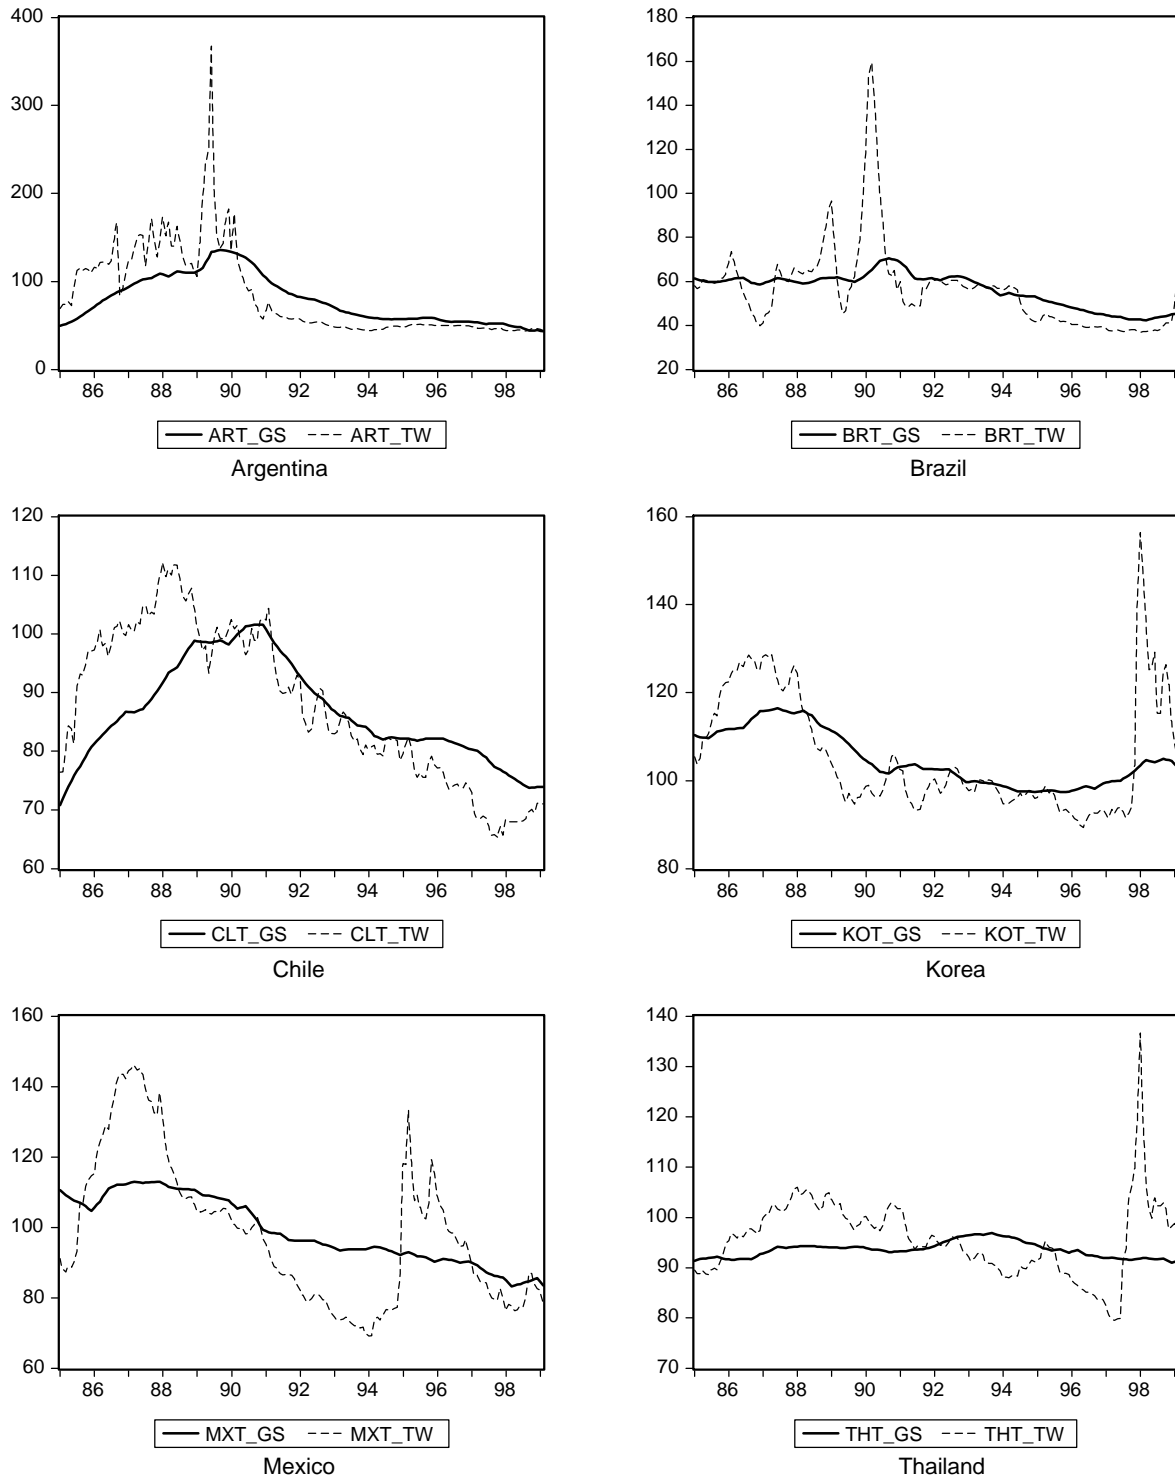 400
300
200
100
0
86 88 90 92 94 96 98
ART_GS ART_TW
Argentina
180
160
140
120
100
80
60
40
20
86 88 90 92 94 96 98
BRT_GS BRT_TW
Brazil
120
110
100
90
80
70
60
86 88 90 92 94 96 98
CLT_GS CLT_TW
Chile
160
140
120
100
80
86 88 90 92 94 96 98
KOT_GS KOT_TW
Korea
160
140
120
100
80
60
86 88 90 92 94 96 98
MXT_GS MXT_TW
Mexico
140
130
120
110
100
90
80
70
86 88 90 92 94 96 98
THT_GS THT_TW
Thailand